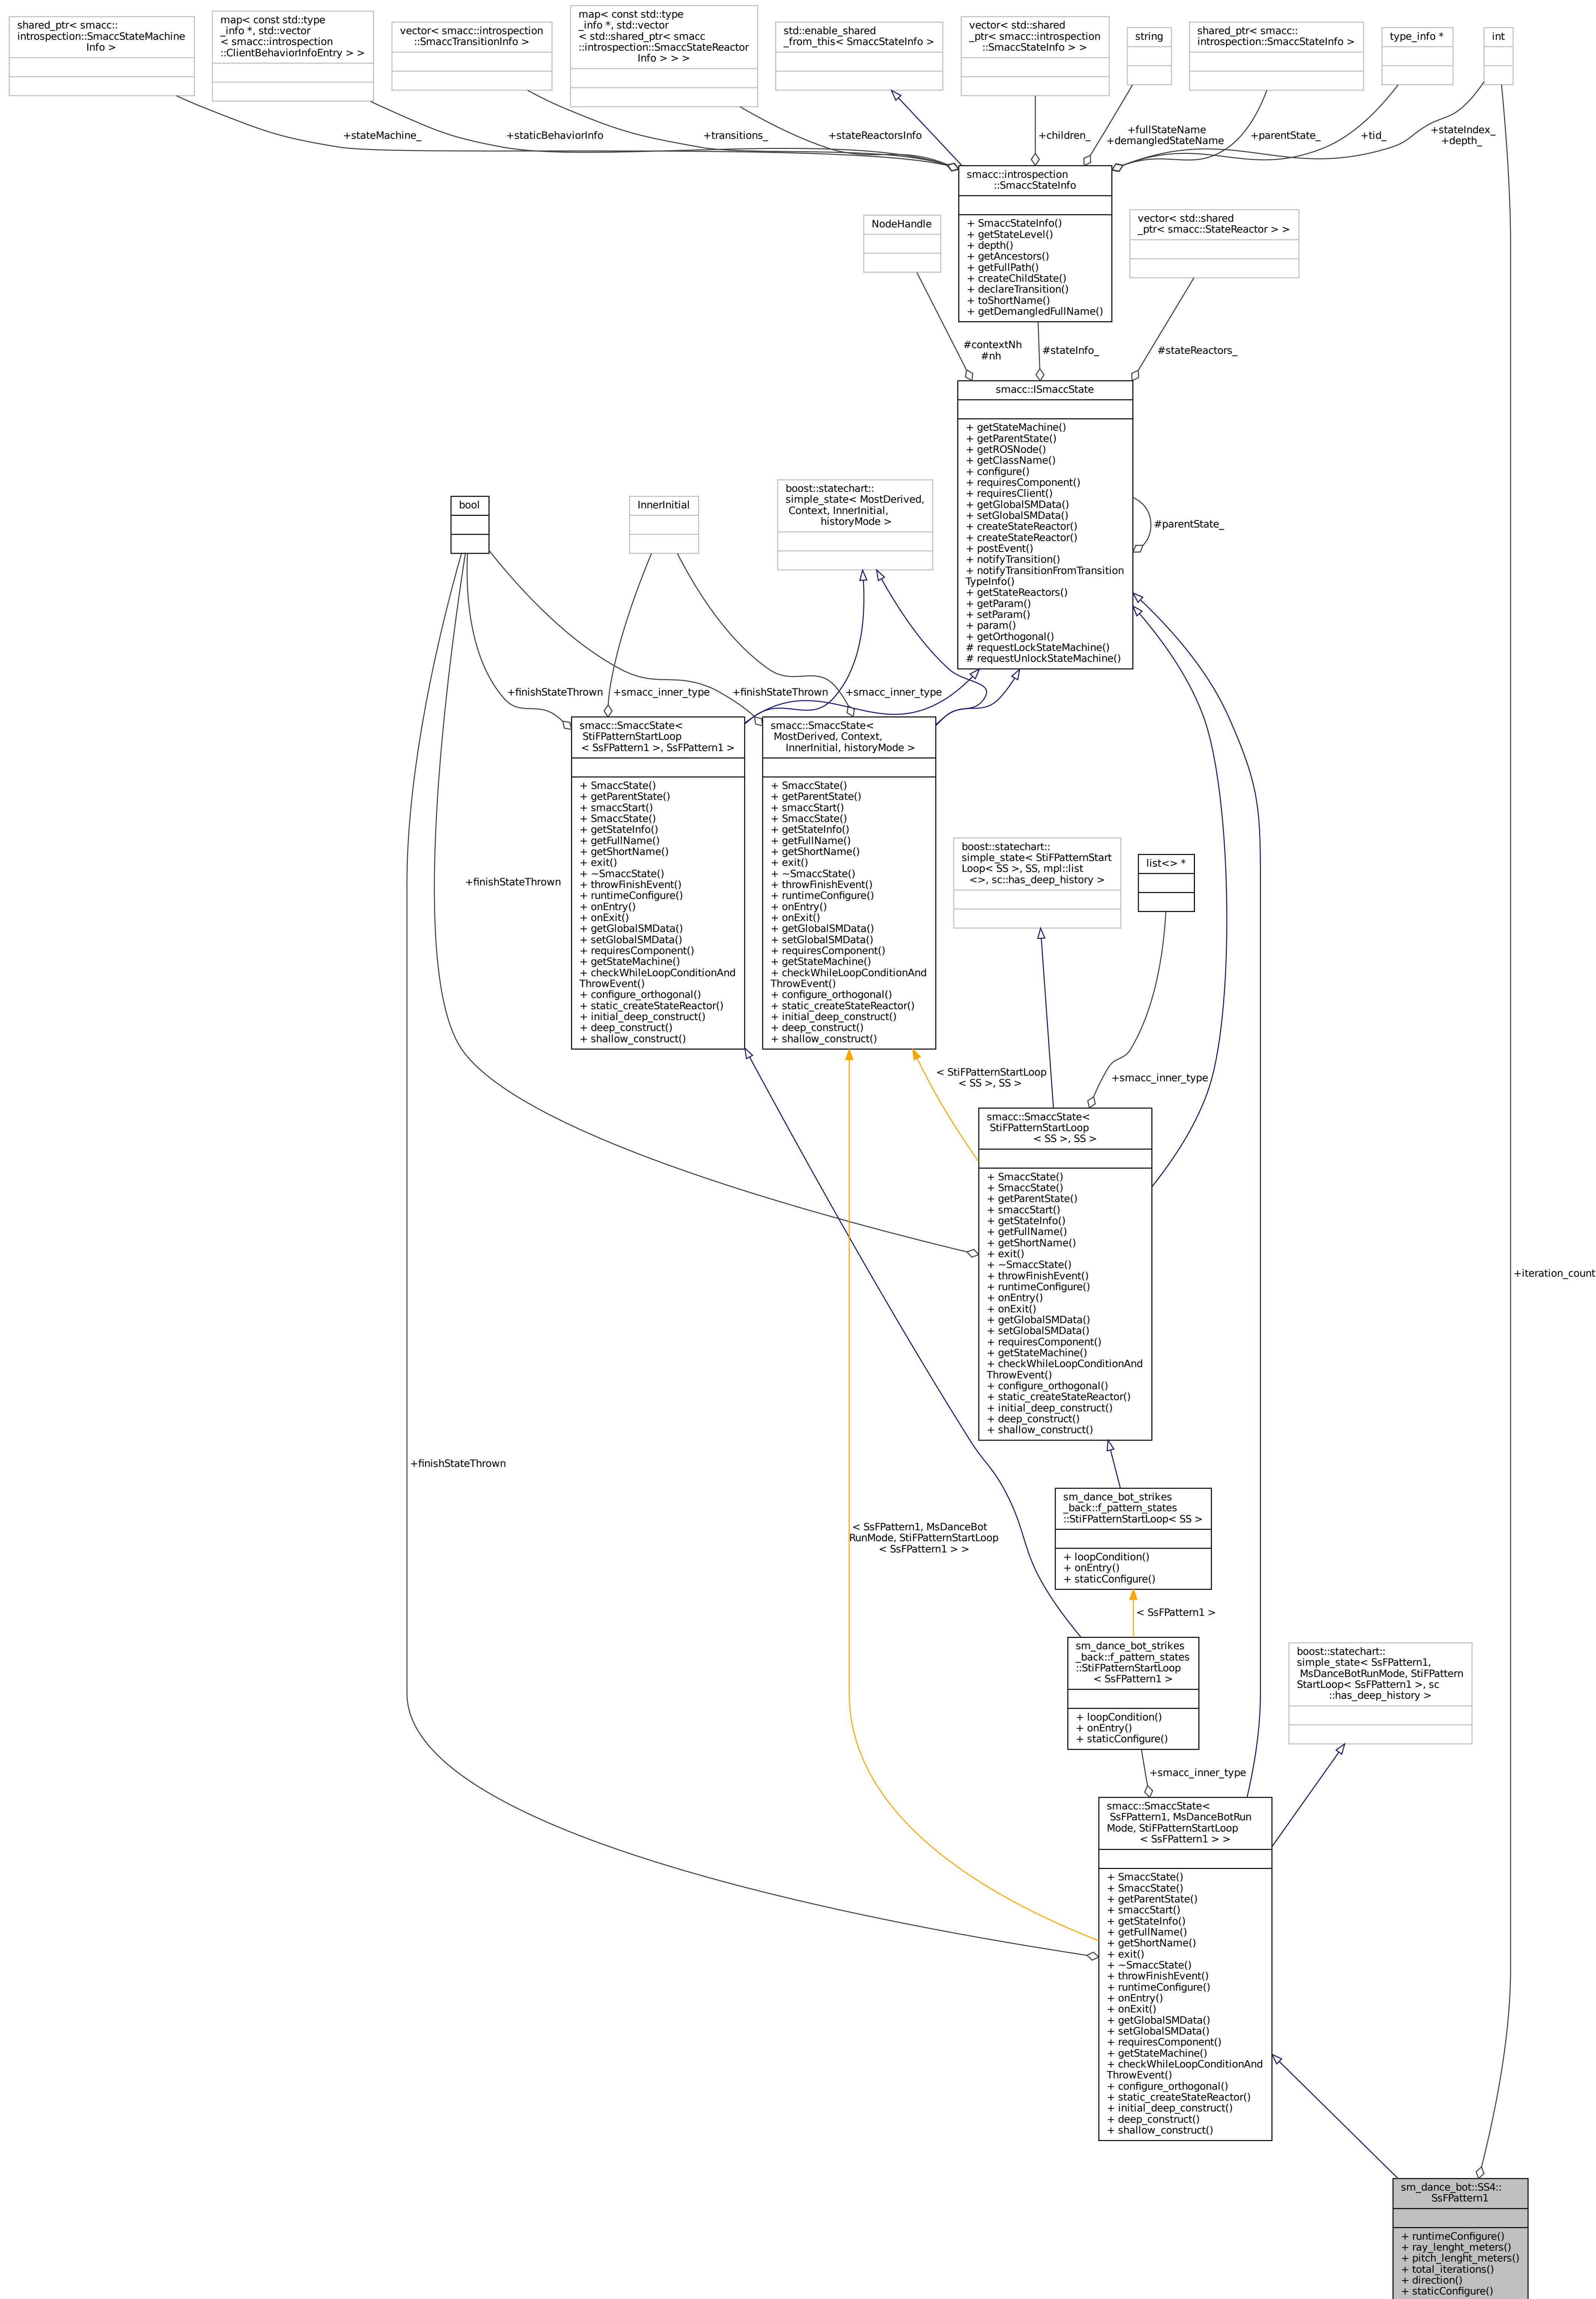 shared_ptr< smacc::
introspection::SmaccStateMachine
Info >
map< const std::type
_info *, std::vector
< smacc::introspection
::ClientBehaviorInfoEntry > >
vector< smacc::introspection
::SmaccTransitionInfo >
map< const std::type
_info *, std::vector
< std::shared_ptr< smacc
::introspection::SmaccStateReactor
Info > > >
std::enable_shared
_from_this< SmaccStateInfo >
vector< std::shared
_ptr< smacc::introspection
::SmaccStateInfo > >
string
shared_ptr< smacc::
introspection::SmaccStateInfo >
type_info *
int
+stateMachine_
+staticBehaviorInfo
+transitions_
+stateReactorsInfo
+children_
+fullStateName
+demangledStateName
+parentState_
+tid_
+stateIndex_
+depth_
smacc::introspection
::SmaccStateInfo
+ SmaccStateInfo()
+ getStateLevel()
+ depth()
+ getAncestors()
+ getFullPath()
+ createChildState()
+ declareTransition()
+ toShortName()
+ getDemangledFullName()
NodeHandle
vector< std::shared
_ptr< smacc::StateReactor > >
#contextNh
#nh
#stateInfo_
#stateReactors_
smacc::ISmaccState
+ getStateMachine()
+ getParentState()
+ getROSNode()
+ getClassName()
+ configure()
+ requiresComponent()
+ requiresClient()
+ getGlobalSMData()
+ setGlobalSMData()
+ createStateReactor()
+ createStateReactor()
+ postEvent()
+ notifyTransition()
+ notifyTransitionFromTransition
TypeInfo()
+ getStateReactors()
+ getParam()
+ setParam()
+ param()
+ getOrthogonal()
# requestLockStateMachine()
# requestUnlockStateMachine()
#parentState_
bool
InnerInitial
boost::statechart::
simple_state< MostDerived,
Context, InnerInitial,
historyMode >
+finishStateThrown
+smacc_inner_type
+finishStateThrown
+smacc_inner_type
smacc::SmaccState<
StiFPatternStartLoop
< SsFPattern1 >, SsFPattern1 >
+ SmaccState()
+ getParentState()
+ smaccStart()
+ SmaccState()
+ getStateInfo()
+ getFullName()
+ getShortName()
+ exit()
+ ~SmaccState()
+ throwFinishEvent()
+ runtimeConfigure()
+ onEntry()
+ onExit()
+ getGlobalSMData()
+ setGlobalSMData()
+ requiresComponent()
+ getStateMachine()
+ checkWhileLoopConditionAnd
ThrowEvent()
+ configure_orthogonal()
+ static_createStateReactor()
+ initial_deep_construct()
+ deep_construct()
+ shallow_construct()
smacc::SmaccState<
MostDerived, Context,
InnerInitial, historyMode >
+ SmaccState()
+ getParentState()
+ smaccStart()
+ SmaccState()
+ getStateInfo()
+ getFullName()
+ getShortName()
+ exit()
+ ~SmaccState()
+ throwFinishEvent()
+ runtimeConfigure()
+ onEntry()
+ onExit()
+ getGlobalSMData()
+ setGlobalSMData()
+ requiresComponent()
+ getStateMachine()
+ checkWhileLoopConditionAnd
ThrowEvent()
+ configure_orthogonal()
+ static_createStateReactor()
+ initial_deep_construct()
+ deep_construct()
+ shallow_construct()
+finishStateThrown
boost::statechart::
simple_state< StiFPatternStart
Loop< SS >, SS, mpl::list
<>, sc::has_deep_history >
list<> *
< StiFPatternStartLoop
< SS >, SS >
+smacc_inner_type
smacc::SmaccState<
StiFPatternStartLoop
< SS >, SS >
+ SmaccState()
+ SmaccState()
+ getParentState()
+ smaccStart()
+ getStateInfo()
+ getFullName()
+ getShortName()
+ exit()
+ ~SmaccState()
+ throwFinishEvent()
+ runtimeConfigure()
+ onEntry()
+ onExit()
+ getGlobalSMData()
+ setGlobalSMData()
+ requiresComponent()
+ getStateMachine()
+ checkWhileLoopConditionAnd
ThrowEvent()
+ configure_orthogonal()
+ static_createStateReactor()
+ initial_deep_construct()
+ deep_construct()
+ shallow_construct()
+iteration_count
+finishStateThrown
sm_dance_bot_strikes
_back::f_pattern_states
::StiFPatternStartLoop< SS >
+ loopCondition()
+ onEntry()
+ staticConfigure()
< SsFPattern1, MsDanceBot
RunMode, StiFPatternStartLoop
< SsFPattern1 > >
< SsFPattern1 >
sm_dance_bot_strikes
_back::f_pattern_states
::StiFPatternStartLoop
< SsFPattern1 >
+ loopCondition()
+ onEntry()
+ staticConfigure()
boost::statechart::
simple_state< SsFPattern1,
MsDanceBotRunMode, StiFPattern
StartLoop< SsFPattern1 >, sc
::has_deep_history >
+smacc_inner_type
smacc::SmaccState<
SsFPattern1, MsDanceBotRun
Mode, StiFPatternStartLoop
< SsFPattern1 > >
+ SmaccState()
+ SmaccState()
+ getParentState()
+ smaccStart()
+ getStateInfo()
+ getFullName()
+ getShortName()
+ exit()
+ ~SmaccState()
+ throwFinishEvent()
+ runtimeConfigure()
+ onEntry()
+ onExit()
+ getGlobalSMData()
+ setGlobalSMData()
+ requiresComponent()
+ getStateMachine()
+ checkWhileLoopConditionAnd
ThrowEvent()
+ configure_orthogonal()
+ static_createStateReactor()
+ initial_deep_construct()
+ deep_construct()
+ shallow_construct()
sm_dance_bot::SS4::
SsFPattern1
+ runtimeConfigure()
+ ray_lenght_meters()
+ pitch_lenght_meters()
+ total_iterations()
+ direction()
+ staticConfigure()